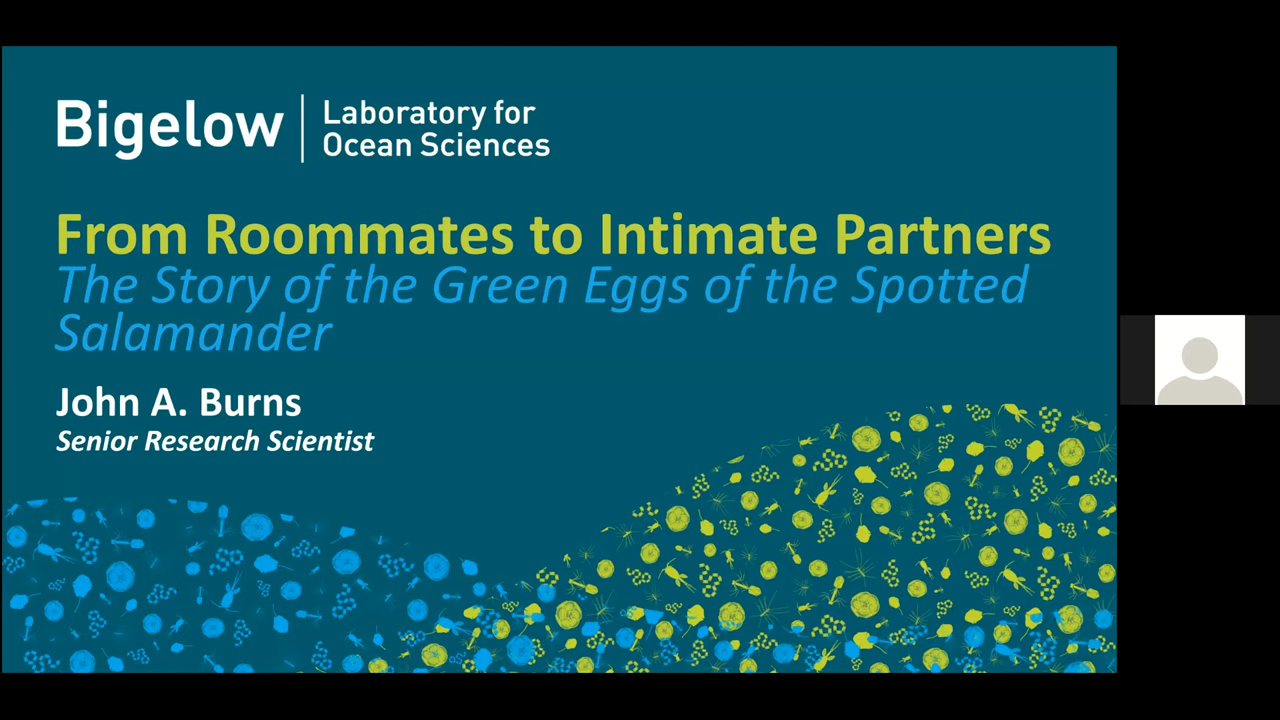 Bigelow
Laboratory for
Ocean Sciences
From Roommates to Intimate Partners
The Story of the Green Eggs of the Spotted
Salamander
John A. Burns
Senior Research Scientist